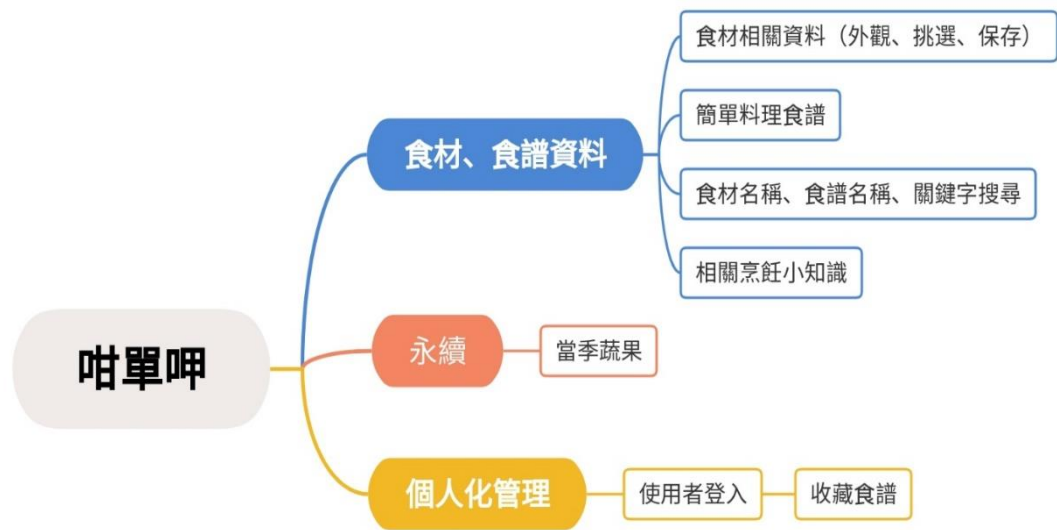 咁單呷
食材、食譜資料
食材相關資料（外觀、挑選、保存）
簡單料理食譜
食材名稱、食譜名稱、關鍵字搜尋
相關烹飪小知識
永續
當季蔬果
個人化管理
使用者登入
收藏食譜